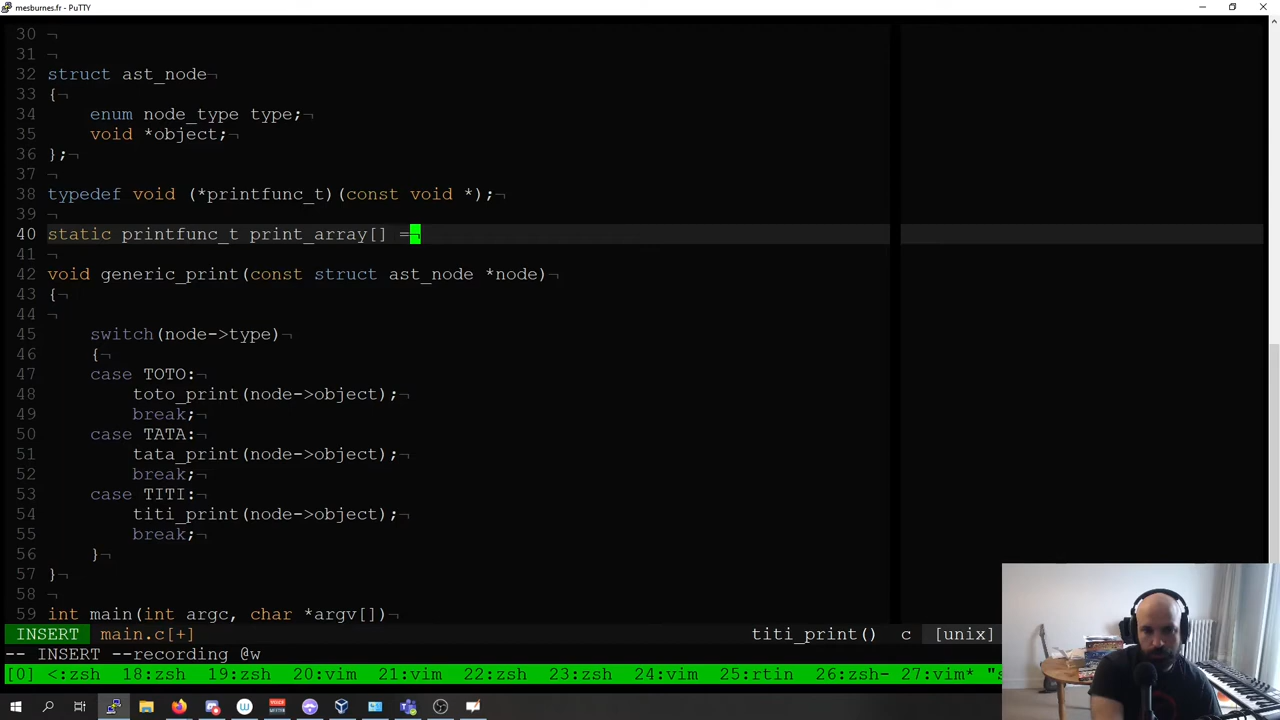 mesburnes.fr - PuTTY
30 ¬
31 ¬
32 struct ast_node¬
33 {¬
34 enum node_type type;¬
35 void *object;¬
36 };¬
37 ¬
38 typedef void (*printfunc_t)(const void *);¬
39 ¬
40 static printfunc_t print_array[] =¬
41 ¬
42 void generic_print(const struct ast_node *node)¬
43 {¬
44 ¬
45 switch(node->type)¬
46 {¬
47 case TOTO:¬
48 toto_print(node->object);¬
49 break;¬
50 case TATA:¬
51 tata_print(node->object);¬
52 break;¬
53 case TITI:¬
54 titi_print(node->object);¬
55 break;¬
56 }¬
57 }¬
58 ¬
59 int main(int argc, char *argv[])¬
INSERT main.c[+] titi_print() c [unix]
-- INSERT --recording @w
[0] <:zsh 18:zsh 19:zsh 20:vim 21:vim 22:zsh 23:zsh 24:vim 25:rtin 26:zsh- 27:vim* "s